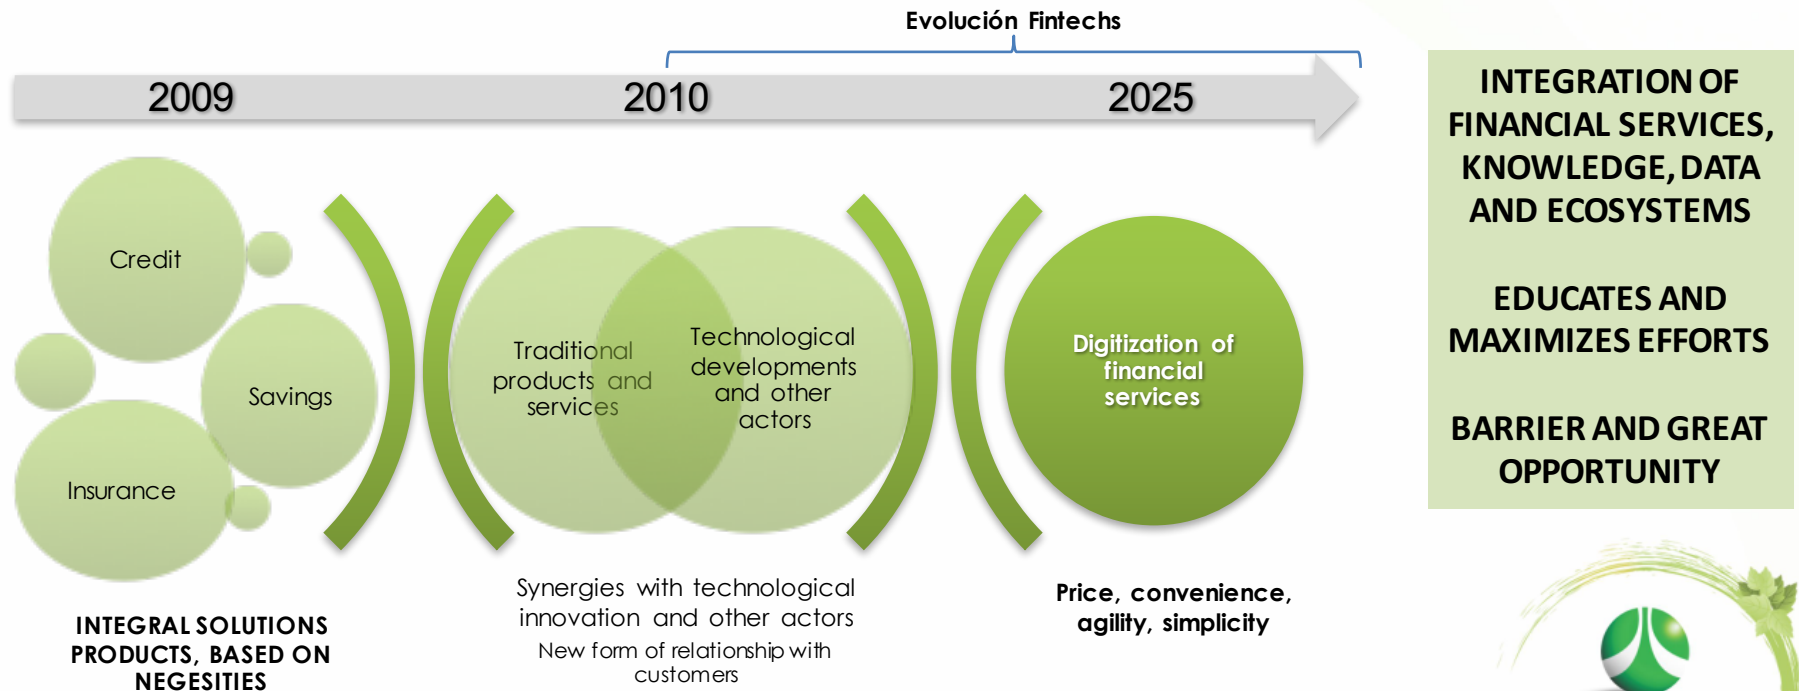 Evolución Fintechs
2009
2010
2025
Credit
Savings
Insurance
INTEGRAL SOLUTIONS
PRODUCTS, BASED ON
NEGESITIES
Traditional
products and
services
Technological
developments
and other
actors
Synergies with technological
innovation and other actors
New form of relationship with
customers
Digitization of
financial
services
Price, convenience,
agility, simplicity
INTEGRATION OF
FINANCIAL SERVICES,
KNOWLEDGE, DATA
AND ECOSYSTEMS
EDUCATES AND
MAXIMIZES EFFORTS
BARRIER AND GREAT
OPPORTUNITY